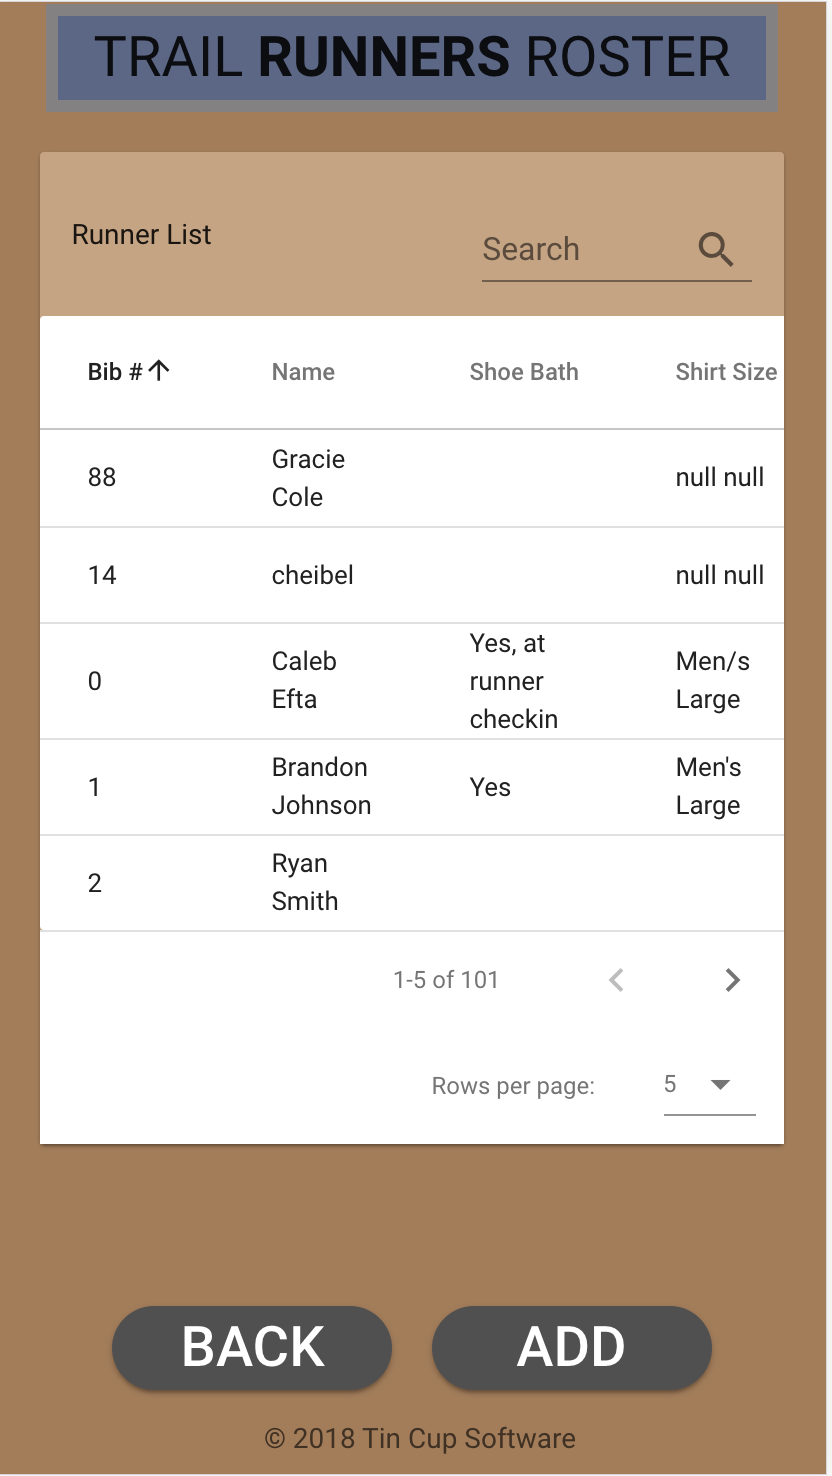 TRAIL RUNNERS ROSTER
Runner List
Search
Bib # Name Shoe Bath Shirt Size
88 Gracie Cole null null
14 cheibel null null
0 Caleb Efta Yes, at runner checkin Men/s Large
1 Brandon Johnson Yes Men's Large
2 Ryan Smith
1-5 of 101
Rows per page: 5
BACK ADD
© 2018 Tin Cup Software